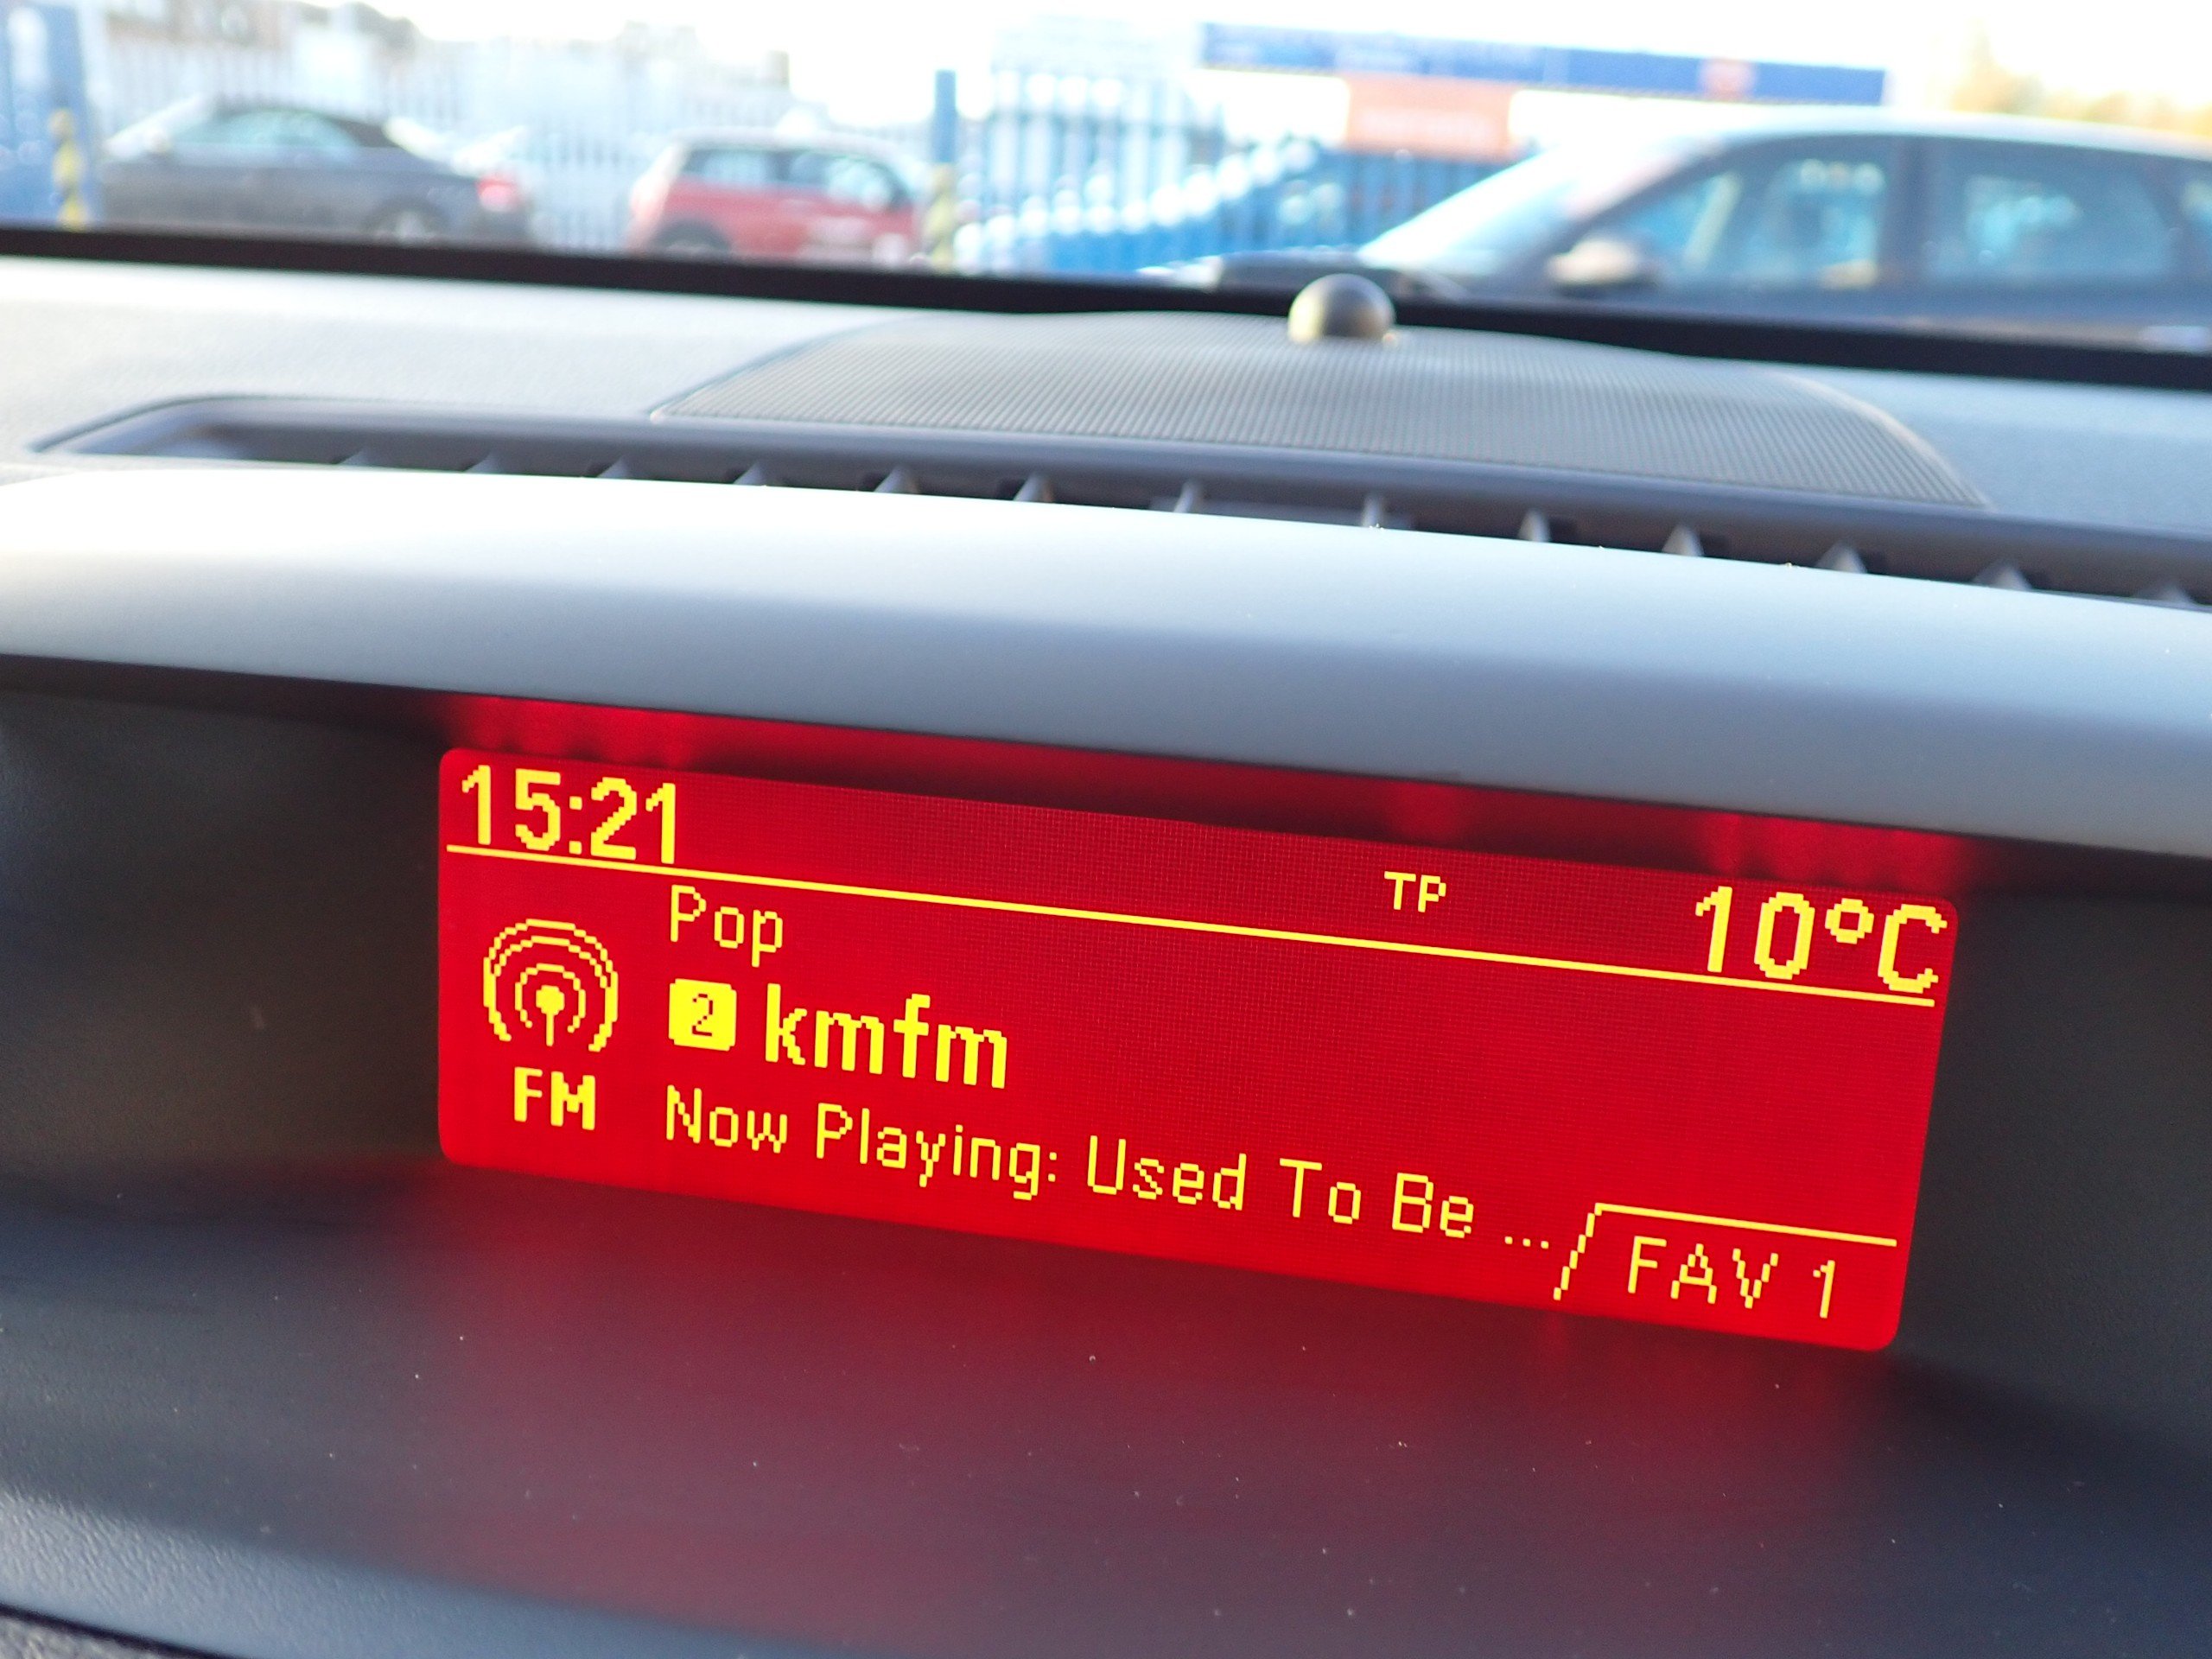 15:21 TP 10°C
Pop
2 kmfm
FM
Now Playing: Used To Be ...
FAV 1